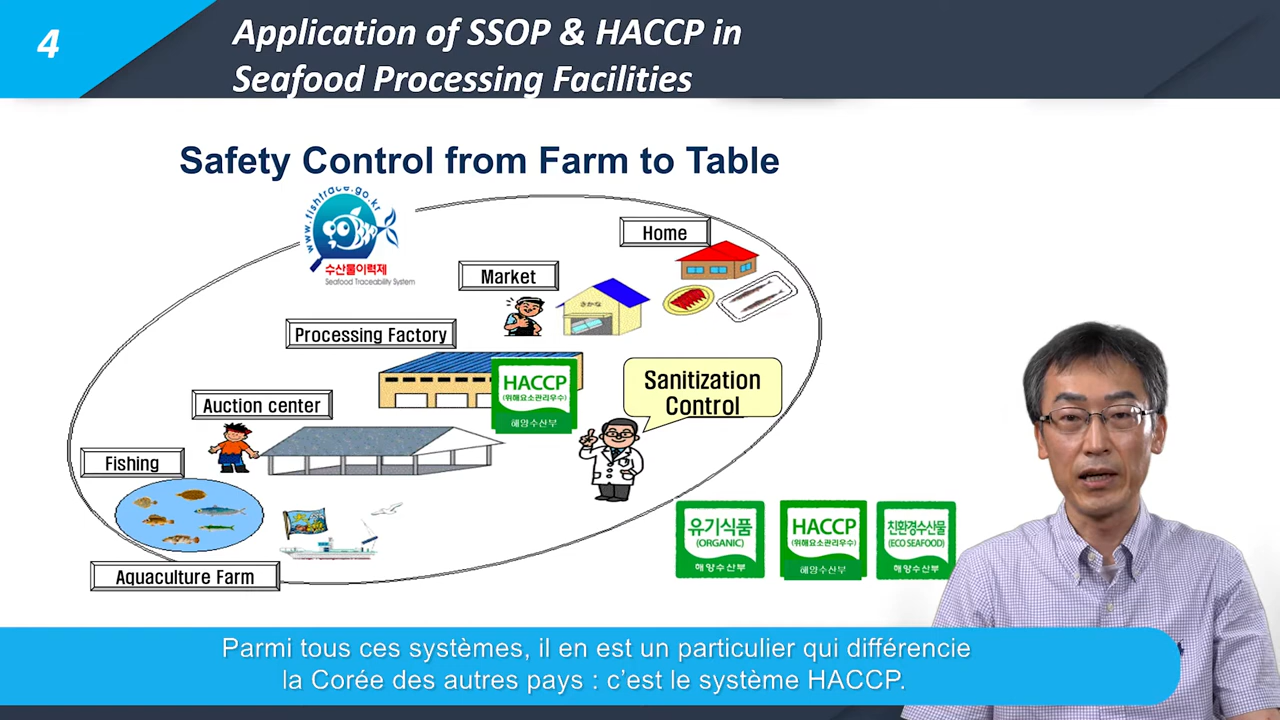 4
Application of SSOP & HACCP in
Seafood Processing Facilities
Safety Control from Farm to Table
www.fishtrace.go.kr
수산물이력제
Seafood Traceability System
Home
Market
さかな
Processing Factory
HACCP
(위해요소관리우수)
해양수산부
Sanitization
Control
Auction center
Fishing
Aquaculture Farm
유기식품
(ORGANIC)
해양수산부
HACCP
(위해요소관리우수)
해양수산부
친환경수산물
(ECO SEAFOOD)
해양수산부
Parmi tous ces systèmes, il en est un particulier qui différencie
la Corée des autres pays : c’est le système HACCP.